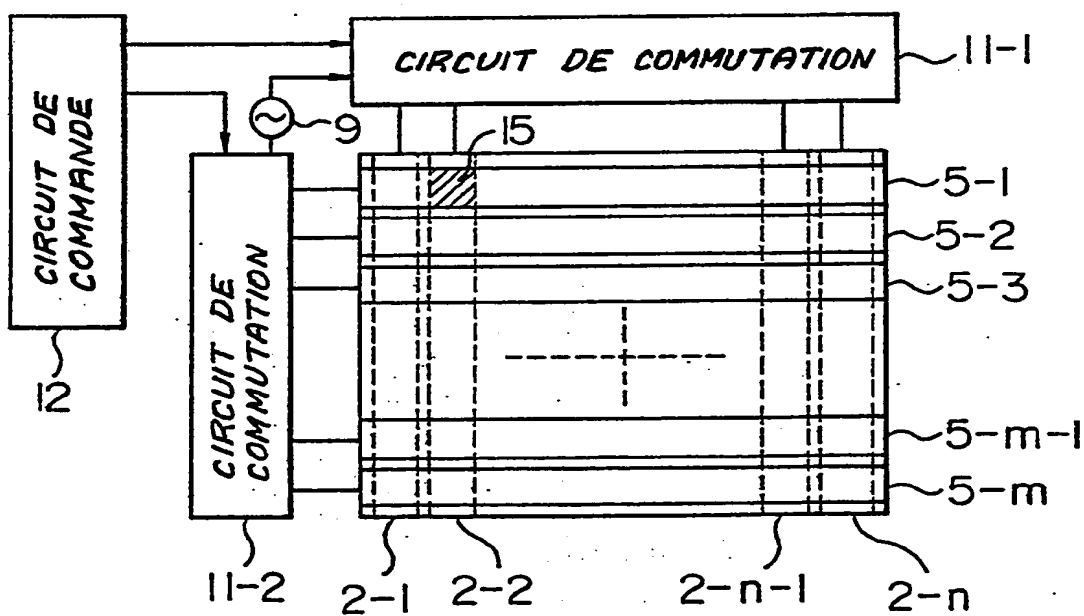 CIRCUIT DE
COMMANDE
12
CIRCUIT DE COMMUTATION
11-1
9
15
CIRCUIT DE
COMMUTATION
11-2
5-1
5-2
5-3
5-m-1
5-m
2-1
2-2
2-n-1
2-n